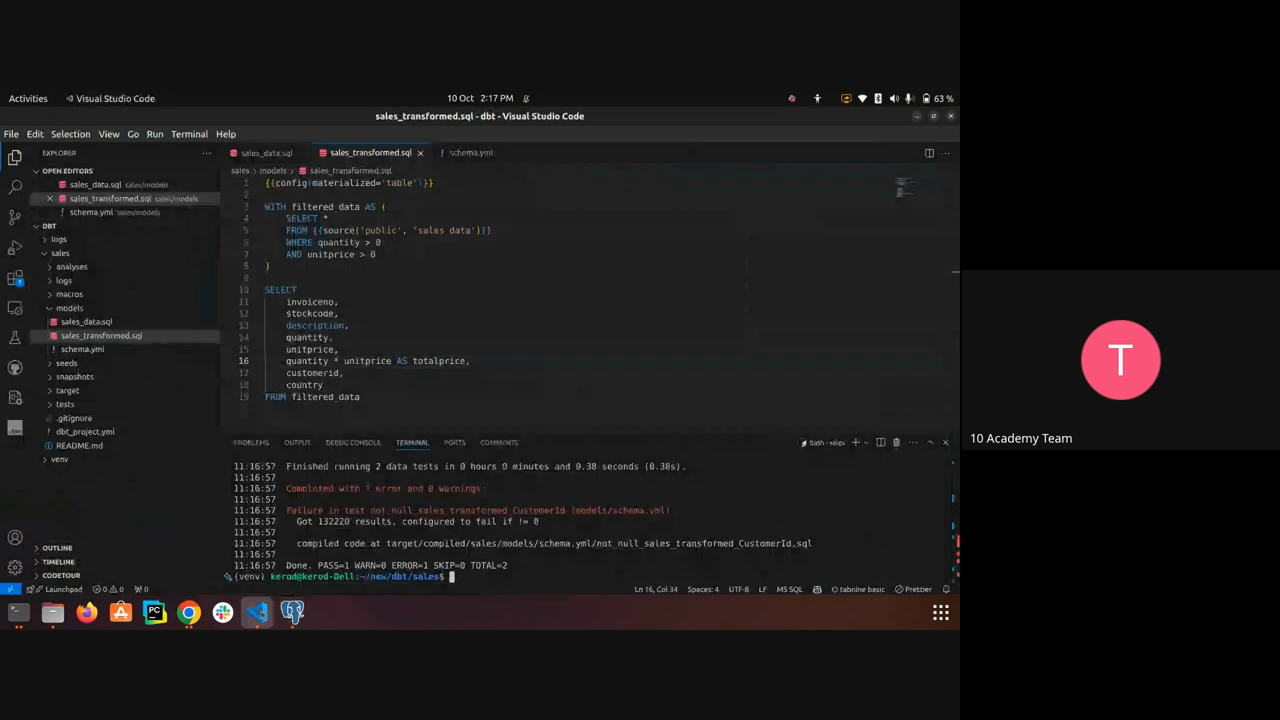 Activities
Visual Studio Code
10 Oct 2:17 PM
63 %
sales_transformed.sql - dbt - Visual Studio Code
File Edit Selection View Go Run Terminal Help
EXPLORER
OPEN EDITORS
sales_data.sql sales/models
sales_transformed.sql sales/models
schema.yml sales/models
DBT
logs
sales
analyses
logs
macros
models
sales_data.sql
sales_transformed.sql
schema.yml
seeds
snapshots
target
tests
.gitignore
dbt_project.yml
README.md
venv
OUTLINE
TIMELINE
CODETOUR
sales_data.sql sales_transformed.sql schema.yml
sales > models > sales_transformed.sql
1 {{config(materialized='table')}}
2
3 WITH filtered_data AS (
4 SELECT *
5 FROM {{source('public', 'sales_data')}}
6 WHERE quantity > 0
7 AND unitprice > 0
8 )
9
10 SELECT
11 invoiceno,
12 stockcode,
13 description,
14 quantity,
15 unitprice,
16 quantity * unitprice AS totalprice,
17 customerid,
18 country
19 FROM filtered_data
PROBLEMS OUTPUT DEBUG CONSOLE TERMINAL PORTS COMMENTS
bash - sales
11:16:57 Finished running 2 data tests in 0 hours 0 minutes and 0.38 seconds (0.38s).
11:16:57
11:16:57 Completed with 1 error and 0 warnings:
11:16:57
11:16:57 Failure in test not_null_sales_transformed_CustomerId (models/schema.yml)
11:16:57 Got 132220 results, configured to fail if != 0
11:16:57
11:16:57 compiled code at target/compiled/sales/models/schema.yml/not_null_sales_transformed_CustomerId.sql
11:16:57
11:16:57 Done. PASS=1 WARN=0 ERROR=1 SKIP=0 TOTAL=2
(venv) kerod@kerod-Dell:~/new/dbt/sales$
Launchpad 0 0 0
Ln 16, Col 34 Spaces: 4 UTF-8 LF MS SQL tabnine basic Prettier
T
10 Academy Team